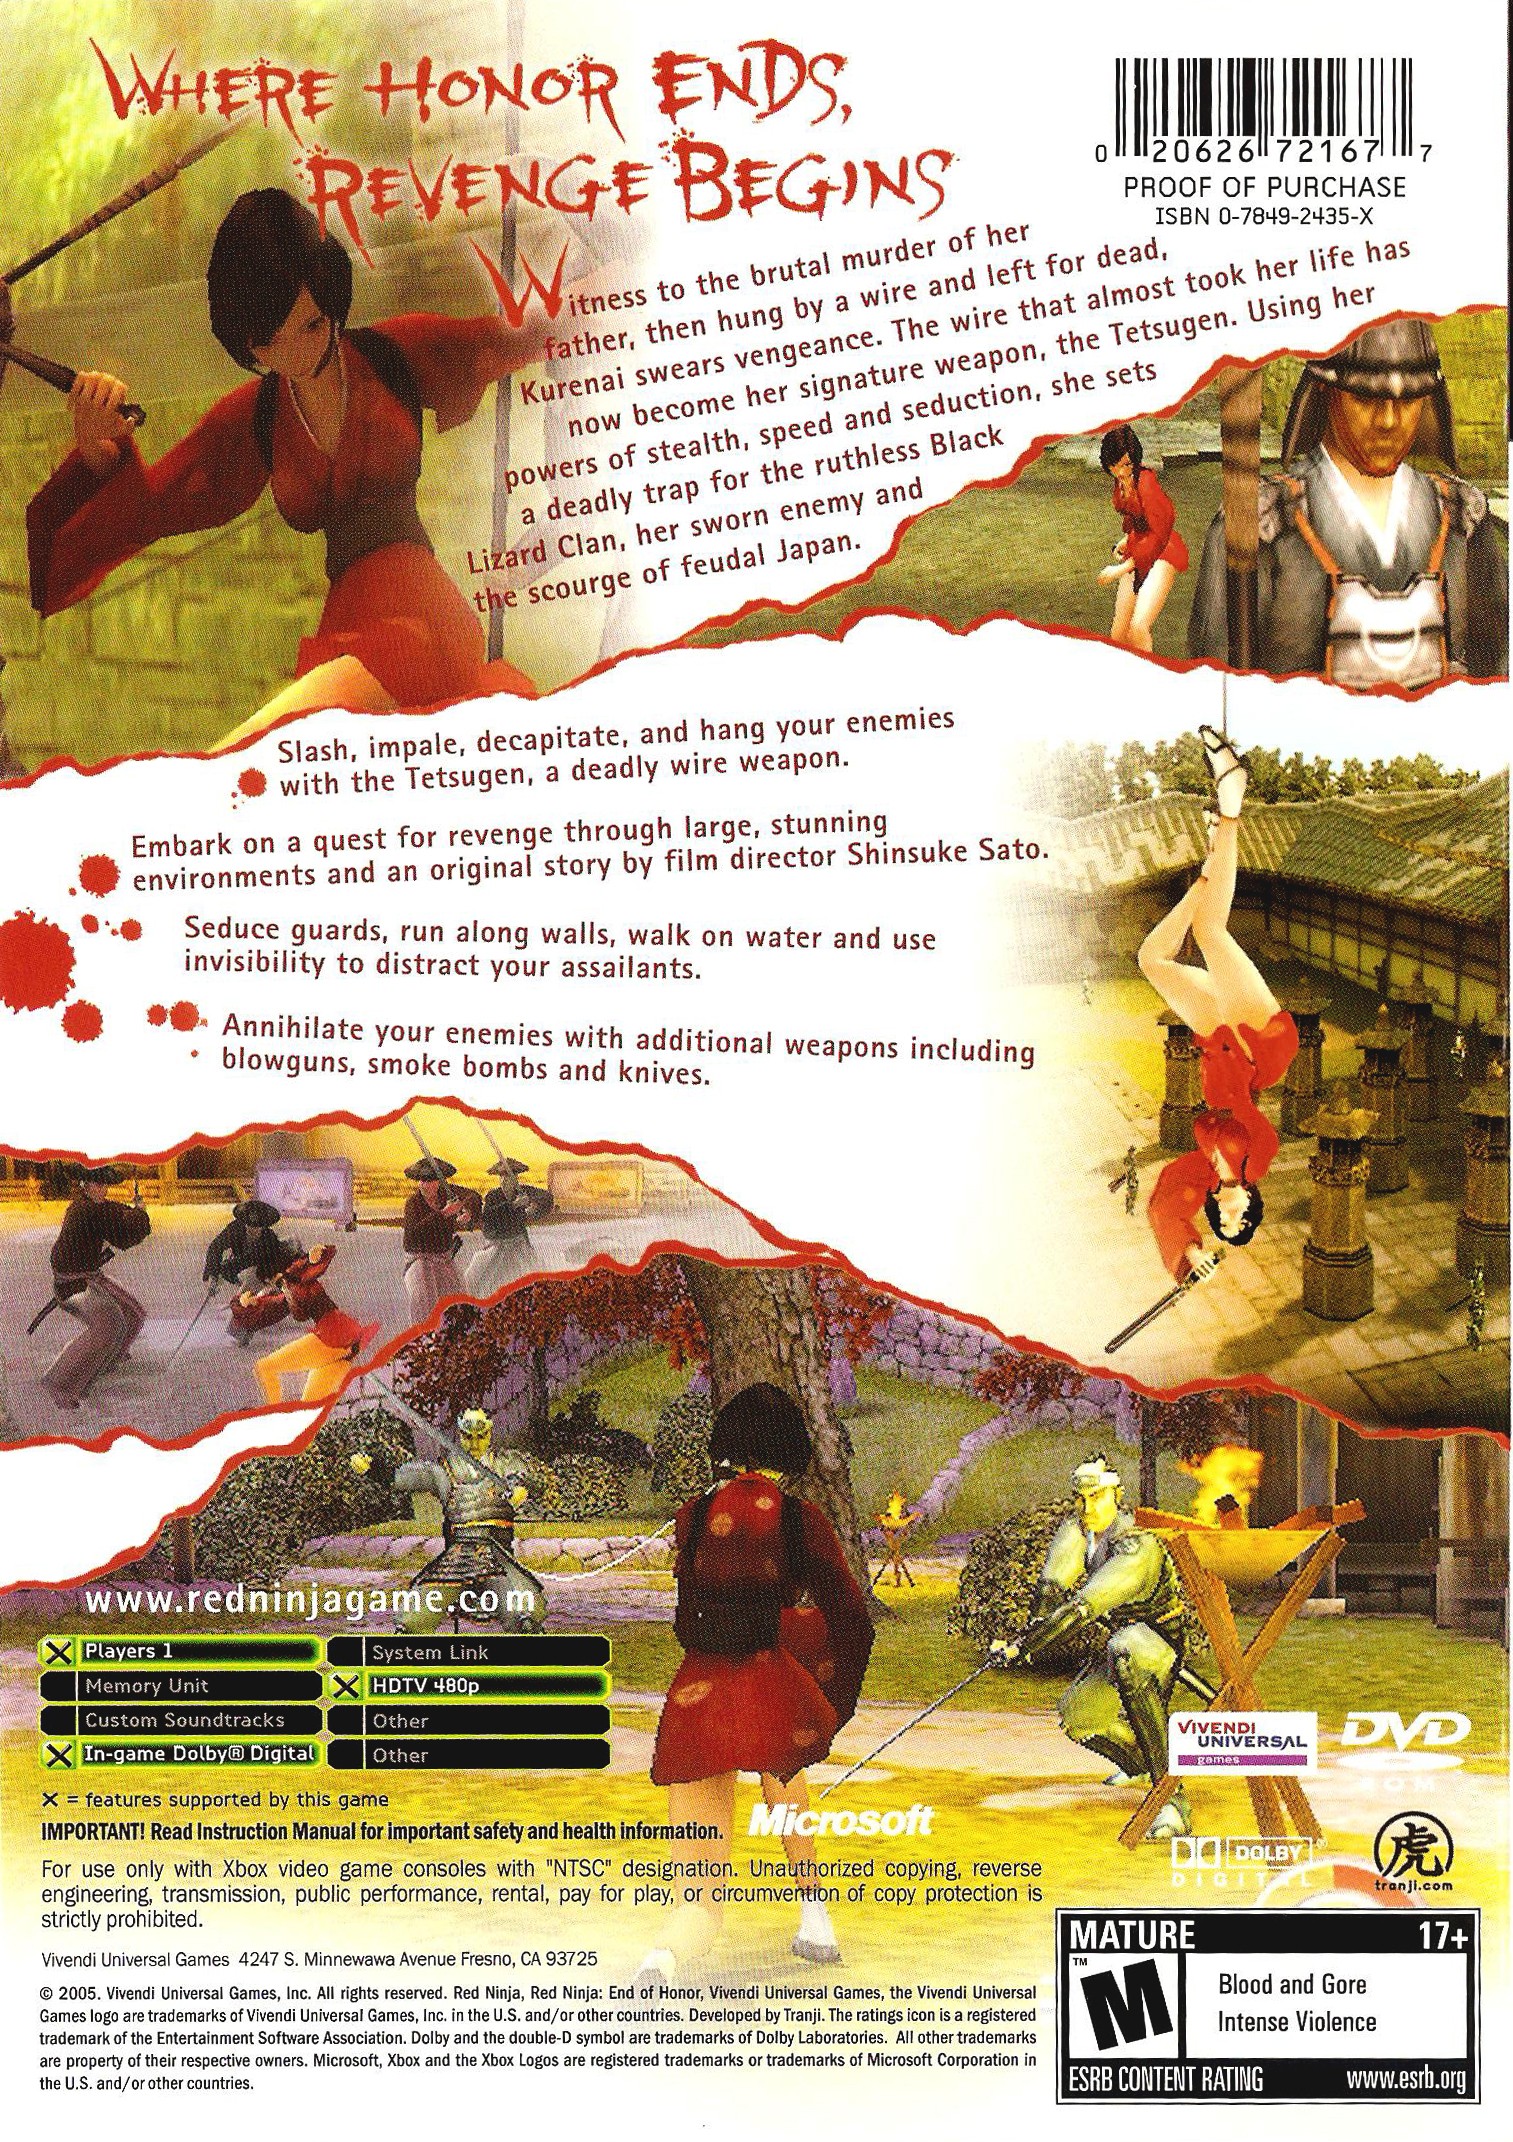 WHERE HONOR ENDS,
REVENGE BEGINS
0 20626 72167 7
PROOF OF PURCHASE
ISBN 0-7849-2435-X
Witness to the brutal murder of her
father, then hung by a wire and left for dead,
Kurenai swears vengeance. The wire that almost took her life has
now become her signature weapon, the Tetsugen. Using her
powers of stealth, speed and seduction, she sets
a deadly trap for the ruthless Black
Lizard Clan, her sworn enemy and
the scourge of feudal Japan.
Slash, impale, decapitate, and hang your enemies
with the Tetsugen, a deadly wire weapon.
Embark on a quest for revenge through large, stunning
environments and an original story by film director Shinsuke Sato.
Seduce guards, run along walls, walk on water and use
invisibility to distract your assailants.
Annihilate your enemies with additional weapons including
blowguns, smoke bombs and knives.
www.redninjagame.com
X Players 1
System Link
Memory Unit
X HDTV 480p
Custom Soundtracks
Other
X In-game Dolby® Digital
Other
X = features supported by this game
IMPORTANT! Read Instruction Manual for important safety and health information.
Microsoft
For use only with Xbox video game consoles with "NTSC" designation. Unauthorized copying, reverse
engineering, transmission, public performance, rental, pay for play, or circumvention of copy protection is
strictly prohibited.
Vivendi Universal Games 4247 S. Minnewawa Avenue Fresno, CA 93725
© 2005. Vivendi Universal Games, Inc. All rights reserved. Red Ninja, Red Ninja: End of Honor, Vivendi Universal Games, the Vivendi Universal
Games logo are trademarks of Vivendi Universal Games, Inc. in the U.S. and/or other countries. Developed by Tranji. The ratings icon is a registered
trademark of the Entertainment Software Association. Dolby and the double-D symbol are trademarks of Dolby Laboratories. All other trademarks
are property of their respective owners. Microsoft, Xbox and the Xbox Logos are registered trademarks or trademarks of Microsoft Corporation in
the U.S. and/or other countries.
VIVENDI
UNIVERSAL
games
DVD
ROM
DOLBY®
DIGITAL
虎
tranji.com
MATURE 17+
M™
Blood and Gore
Intense Violence
ESRB CONTENT RATING www.esrb.org